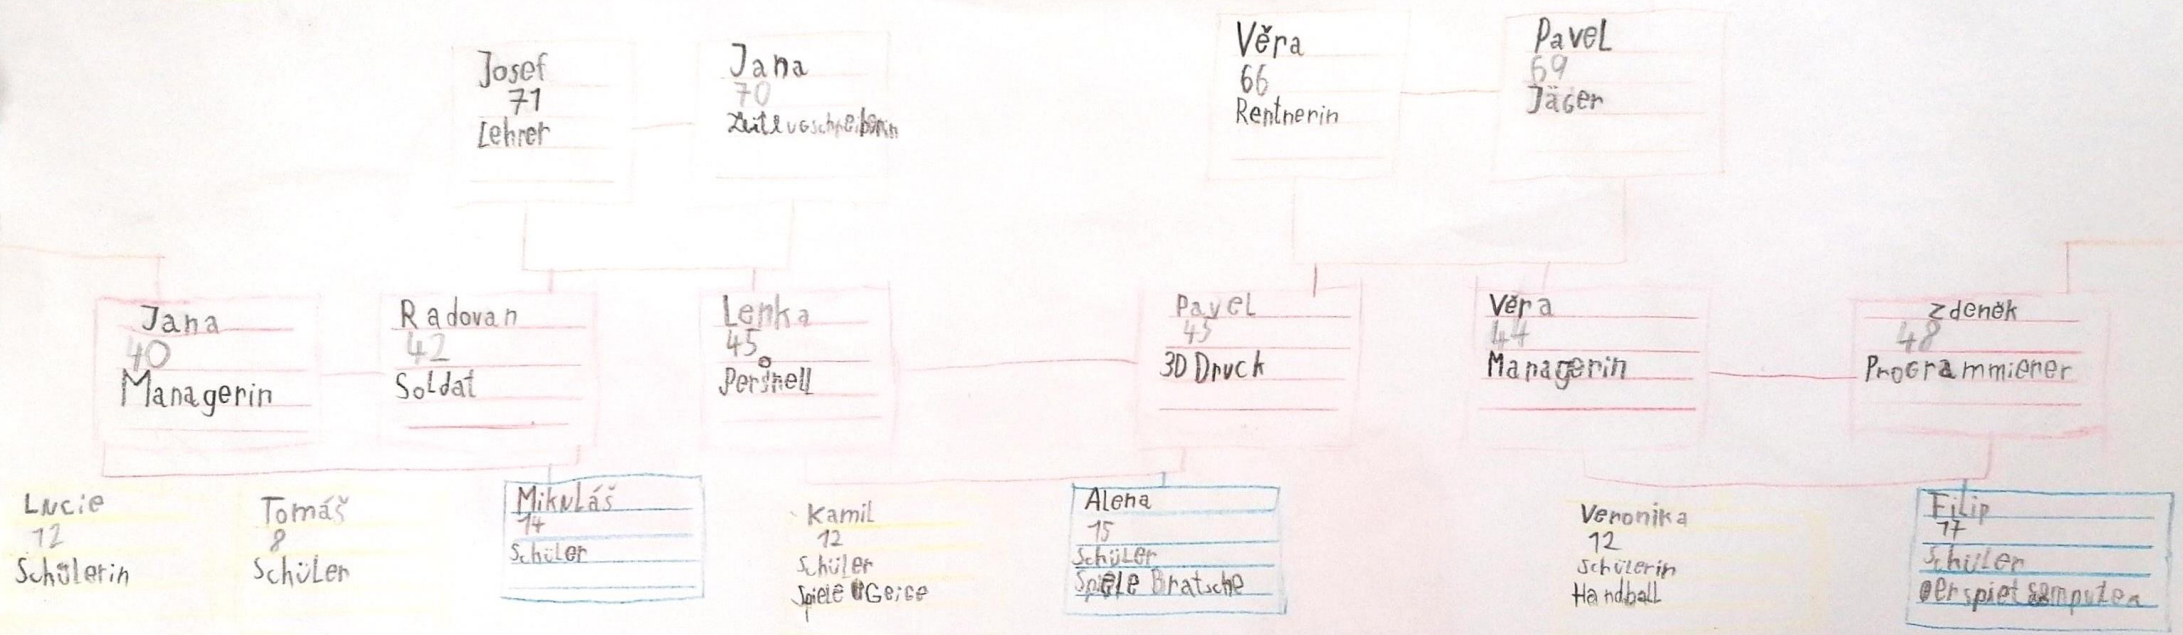 Josef
71
Lehrer
Jana
70
Věra
66
Rentnerin
Pavel
69
Jäger
Jana
40
Managerin
Radovan
42
Soldat
Lenka
45
Pavel
45
3D Druck
Věra
44
Managerin
Zdeněk
48
Programmierer
Lucie
12
Schülerin
Tomáš
8
Schüler
Mikuláš
14
Schüler
Kamil
12
Schüler
Spiele Geige
Alena
15
Schüler
Spiele Bratsche
Veronika
12
Schülerin
Handball
Filip
17
Schüler